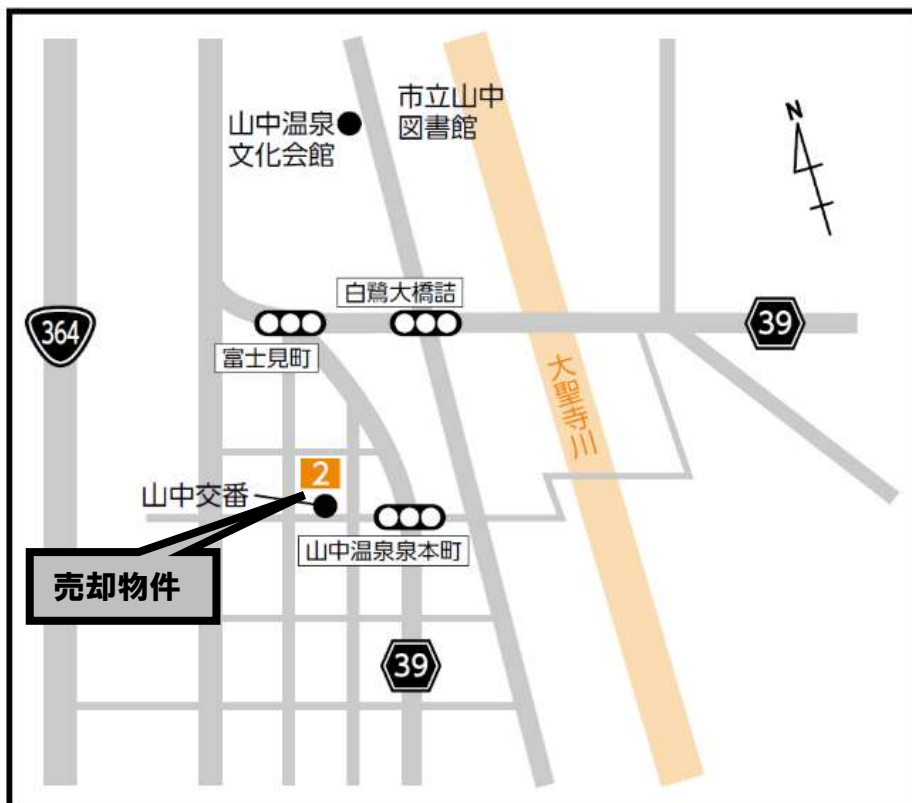 市立山中
図書館
N
山中温泉
文化会館
白鷺大橋詰
364
39
富士見町
大聖寺川
2
山中交番
山中温泉泉本町
売却物件
39